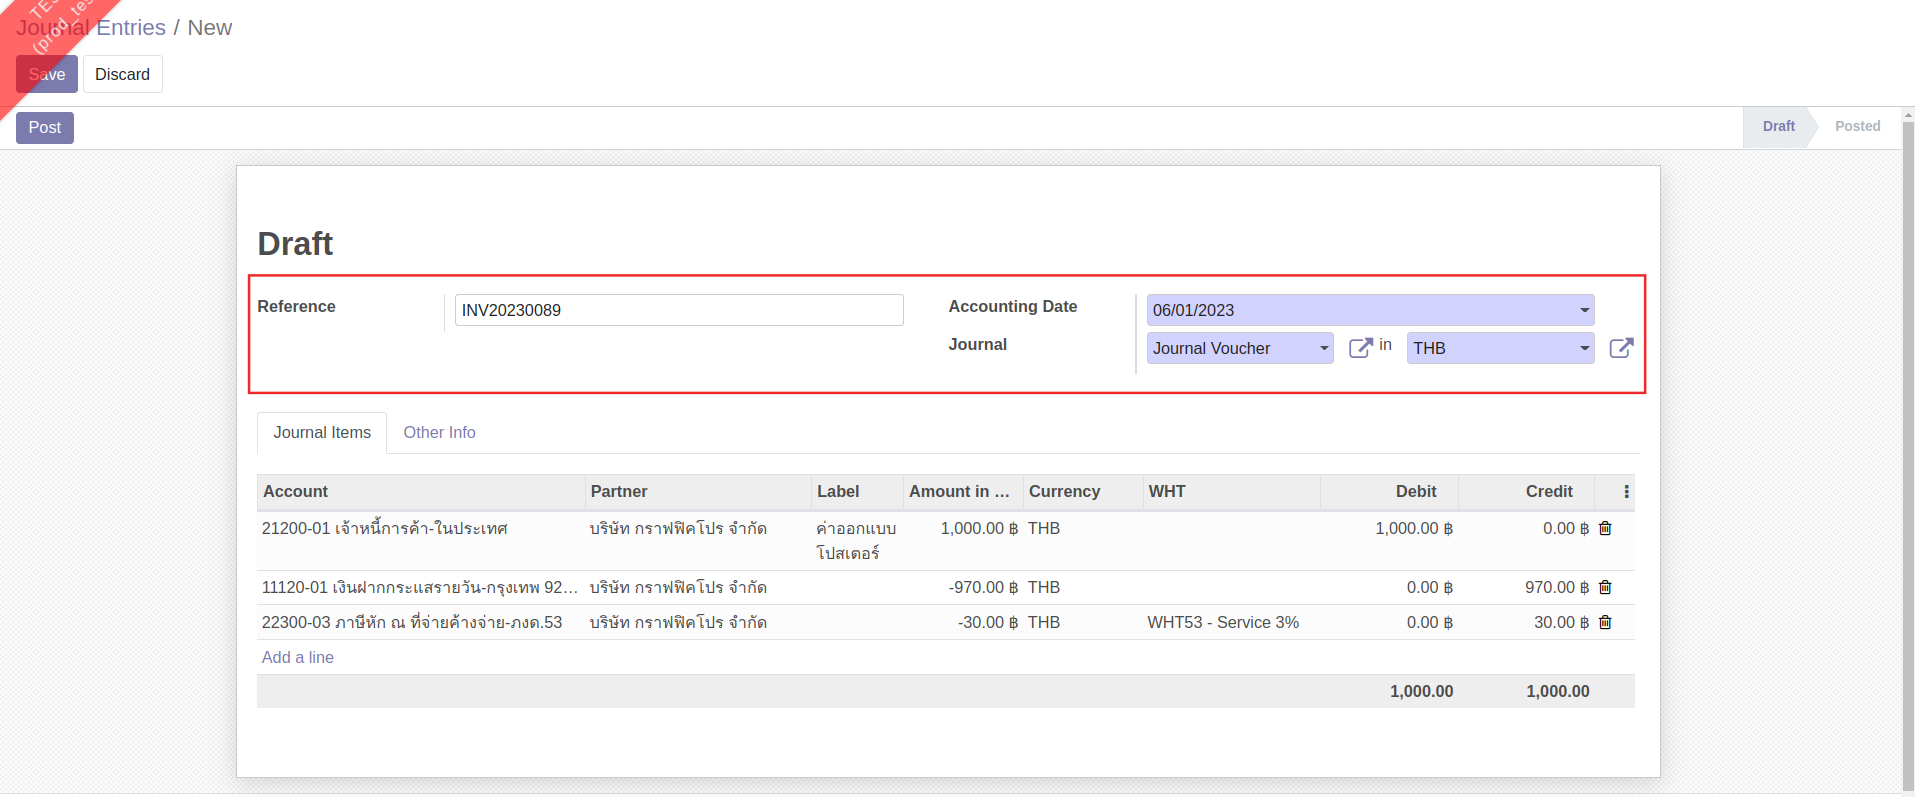 TES
(prod_tes
Journal Entries / New
Save Discard
Post Draft Posted
Draft
Reference INV20230089 Accounting Date 06/01/2023
Journal Journal Voucher in THB
Journal Items Other Info
Account Partner Label Amount in ... Currency WHT Debit Credit
21200-01 เจ้าหนี้การค้า-ในประเทศ บริษัท กราฟฟิคโปร จำกัด ค่าออกแบบ 1,000.00 ฿ THB 1,000.00 ฿ 0.00 ฿
โปสเตอร์
11120-01 เงินฝากกระแสรายวัน-กรุงเทพ 92... บริษัท กราฟฟิคโปร จำกัด -970.00 ฿ THB 0.00 ฿ 970.00 ฿
22300-03 ภาษีหัก ณ ที่จ่ายค้างจ่าย-ภงด.53 บริษัท กราฟฟิคโปร จำกัด -30.00 ฿ THB WHT53 - Service 3% 0.00 ฿ 30.00 ฿
Add a line
1,000.00 1,000.00